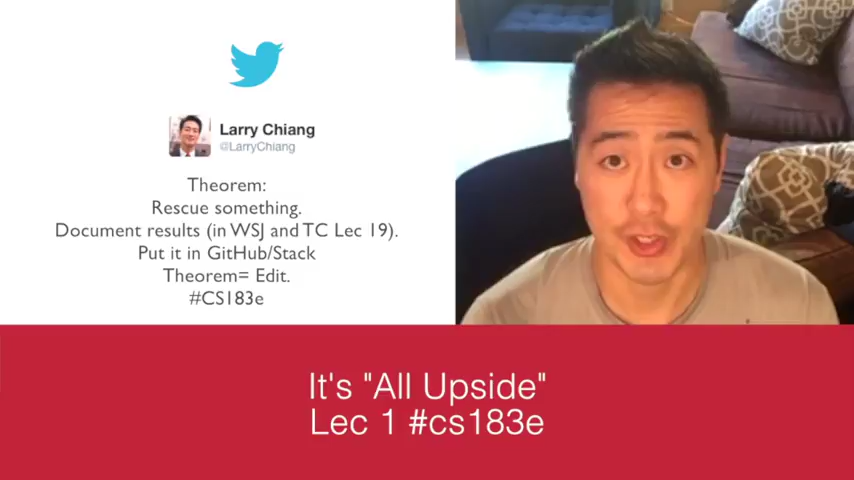 Larry Chiang
@LarryChiang
Theorem:
Rescue something.
Document results (in WSJ and TC Lec 19).
Put it in GitHub/Stack
Theorem= Edit.
#CS183e
It's "All Upside"
Lec 1 #cs183e